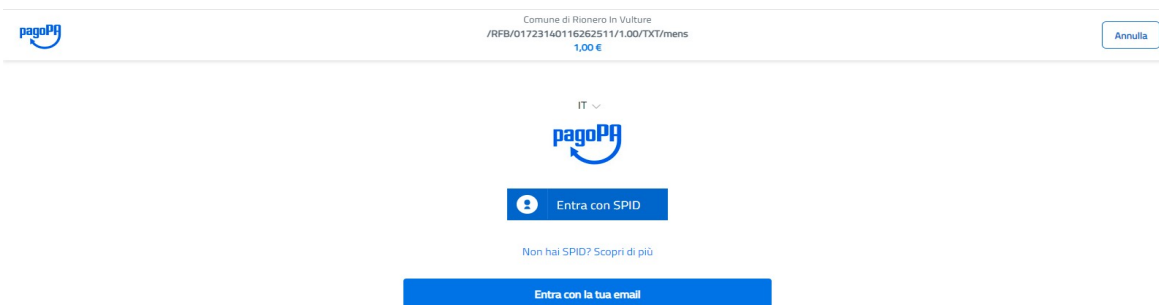 pagoPA
Comune di Rionero In Vulture
/RFB/01723140116262511/1.00/TXT/mens
1,00 €
Annulla
IT
pagoPA
Entra con SPID
Non hai SPID? Scopri di più
Entra con la tua email